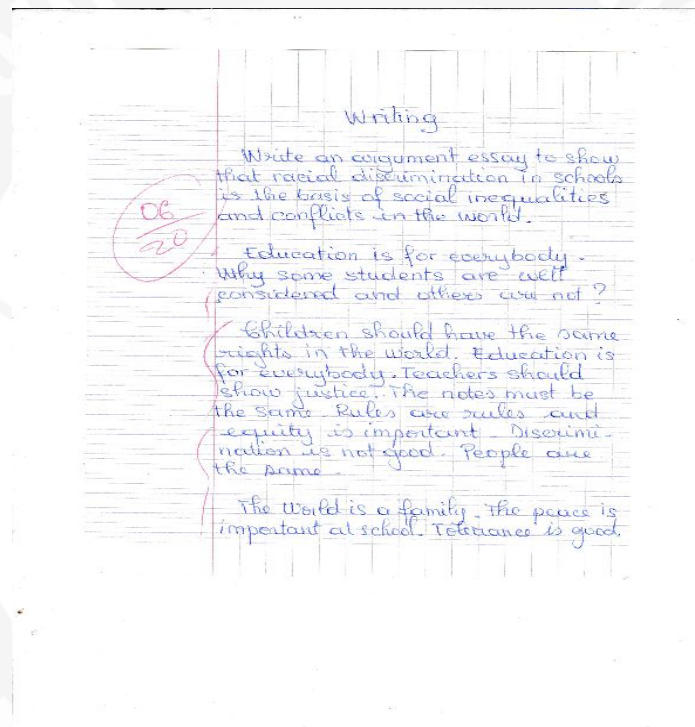 Writing
Write an argument essay to show
that racial discrimination in schools
is the basis of social inequalities
and conflicts in the world.
06
20
Education is for everybody.
Why some students are well
considered and others are not ?
Children should have the same
rights in the world. Education is
for everybody. Teachers should
show justice. The notes must be
the same. Rules are rules and
equity is important. Discrimi-
nation is not good. People are
the same.
The World is a family. The peace is
important at school. Tolerance is good.